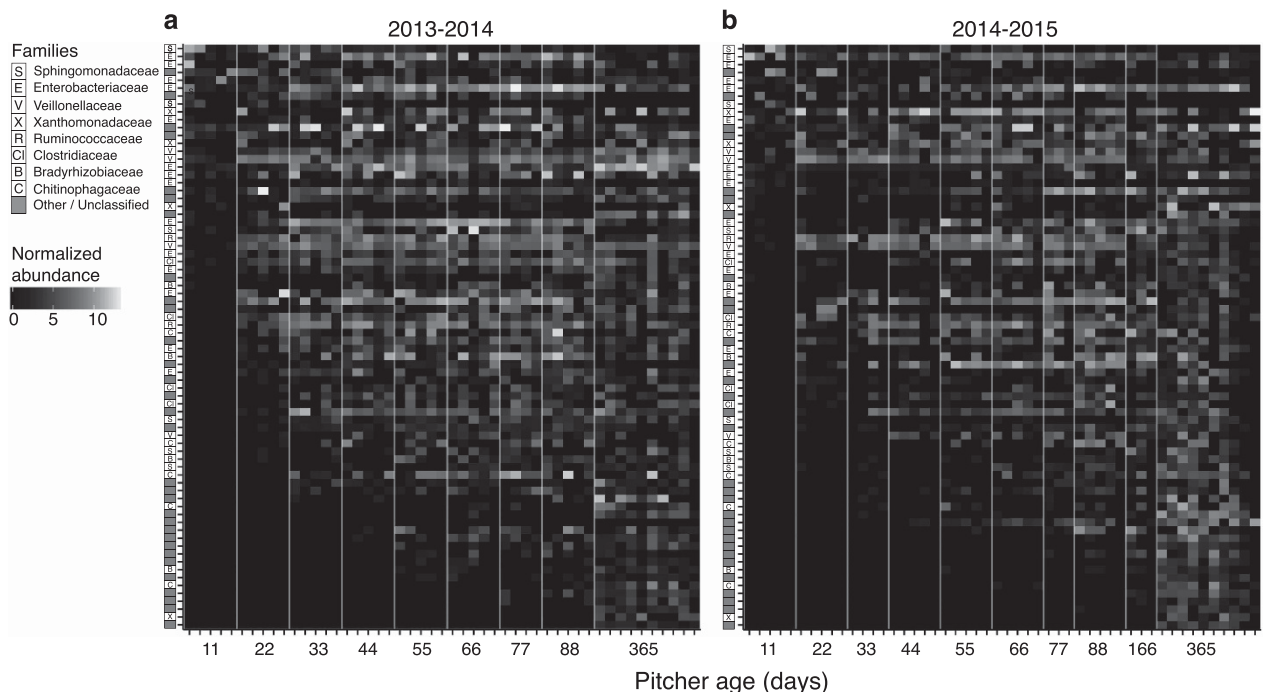 a
2013-2014
b
2014-2015
Families
S Sphingomonadaceae
E Enterobacteriaceae
V Veillonellaceae
X Xanthomonadaceae
R Ruminococcaceae
Cl Clostridiaceae
B Bradyrhizobiaceae
C Chitinophagaceae
Other / Unclassified
Normalized
abundance
0 5 10
11 22 33 44 55 66 77 88 365
11 22 33 44 55 66 77 88 166 365
Pitcher age (days)